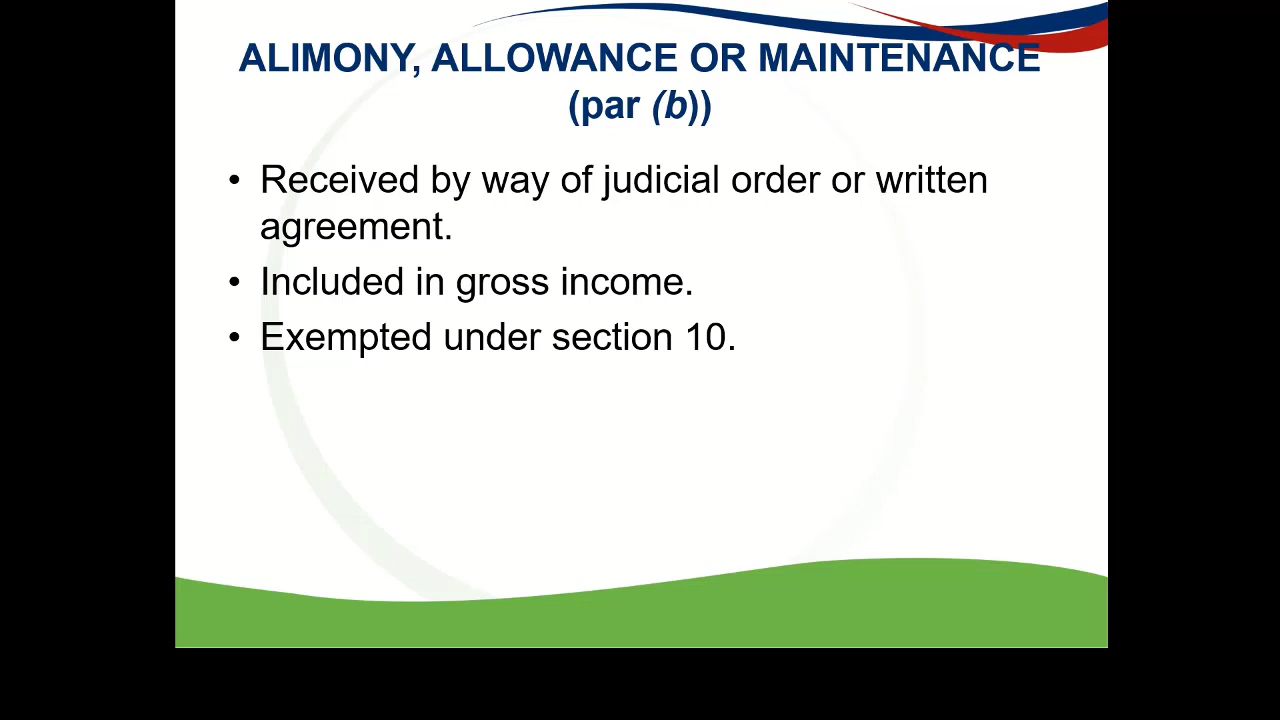 ALIMONY, ALLOWANCE OR MAINTENANCE
(par (b))
• Received by way of judicial order or written
agreement.
• Included in gross income.
• Exempted under section 10.